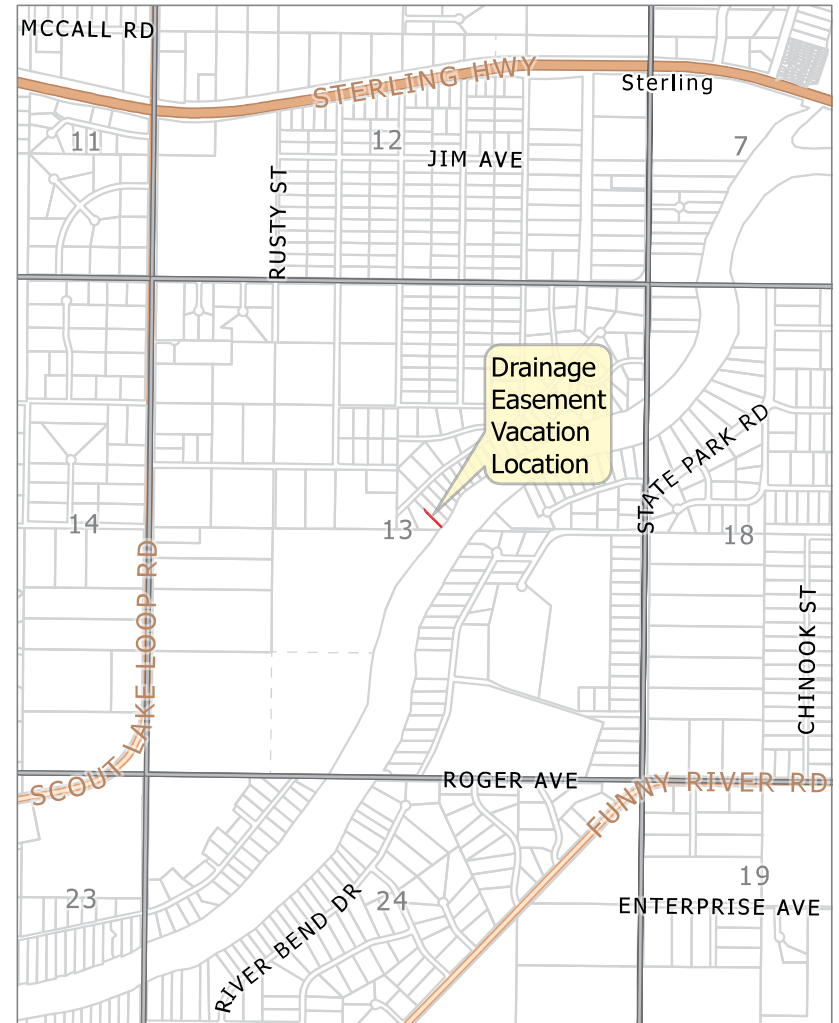 MCCALL RD
STERLING HWY
Sterling
11
12
7
JIM AVE
RUSTY ST
Drainage
Easement
Vacation
Location
STATE PARK RD
14
13
18
SCOUT LAKE LOOP RD
CHINOOK ST
ROGER AVE
FUNNY RIVER RD
23
24
19
RIVER BEND DR
ENTERPRISE AVE